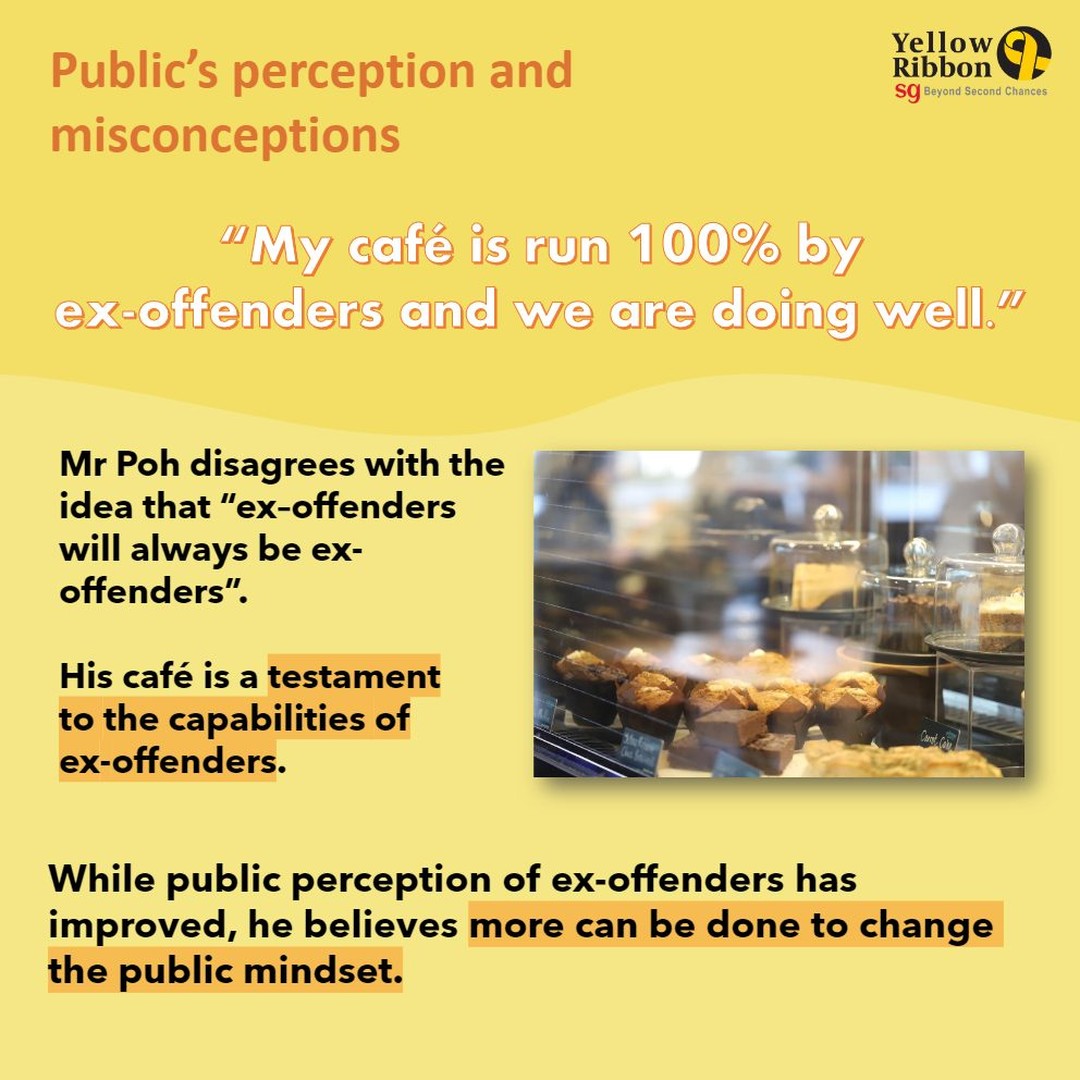 Public’s perception and
misconceptions
Yellow
Ribbon
sg Beyond Second Chances
“My café is run 100% by
ex-offenders and we are doing well.”
Mr Poh disagrees with the
idea that “ex–offenders
will always be ex-
offenders”.
His café is a testament
to the capabilities of
ex-offenders.
Carrot Cake
While public perception of ex-offenders has
improved, he believes more can be done to change
the public mindset.